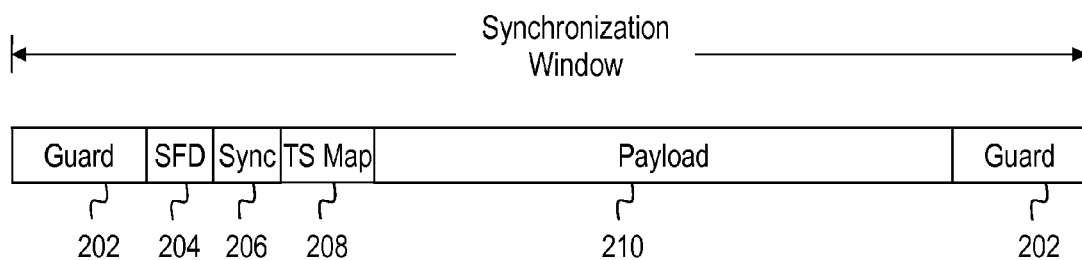 Synchronization
Window
Guard SFD Sync TS Map Payload Guard
202 204 206 208 210 202